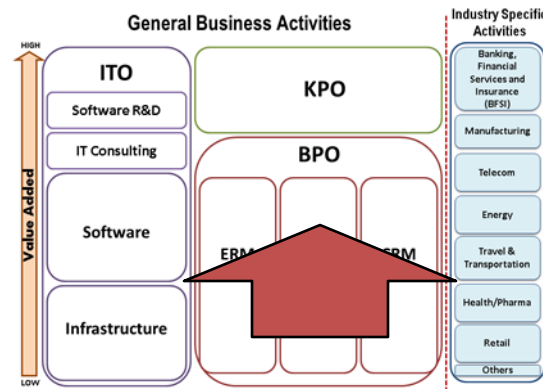 General Business Activities
Industry Specific
Activities
HIGH
LOW
Value Added
ITO
Software R&D
IT Consulting
Software
Infrastructure
KPO
BPO
ERM
Banking,
Financial
Services and
Insurance
(BFSI)
Manufacturing
Telecom
Energy
Travel &
Transportation
Health/Pharma
Retail
Others